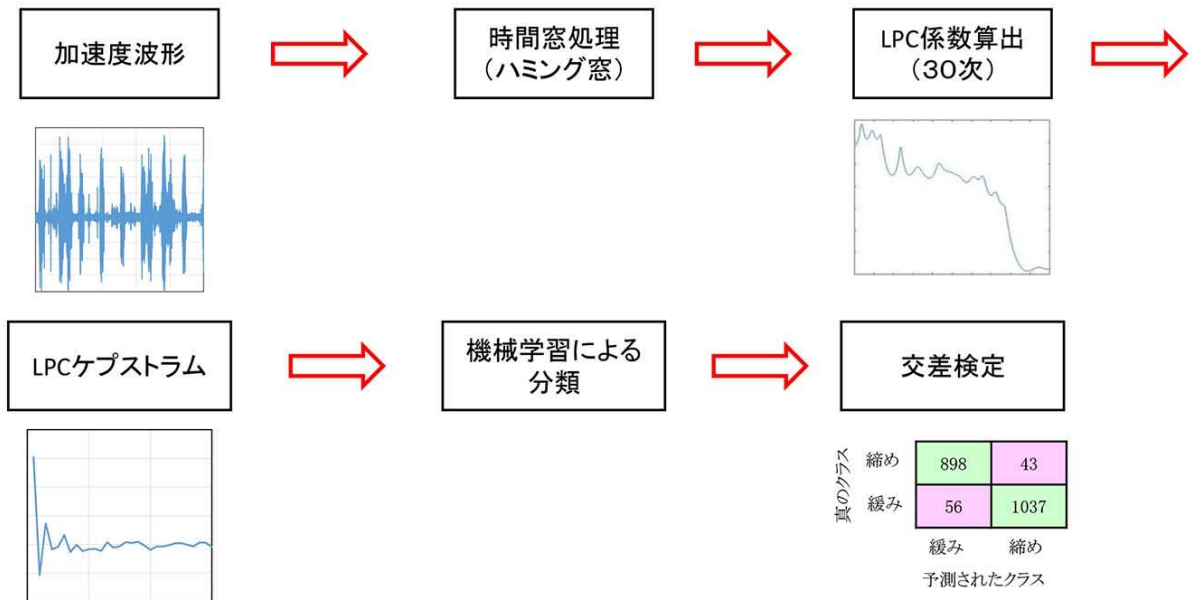 加速度波形
時間窓処理
（ハミング窓）
LPC係数算出
（30次）
LPCケプストラム
機械学習による
分類
交差検定
真のクラス
締め 898 43
緩み 56 1037
緩み 締め
予測されたクラス